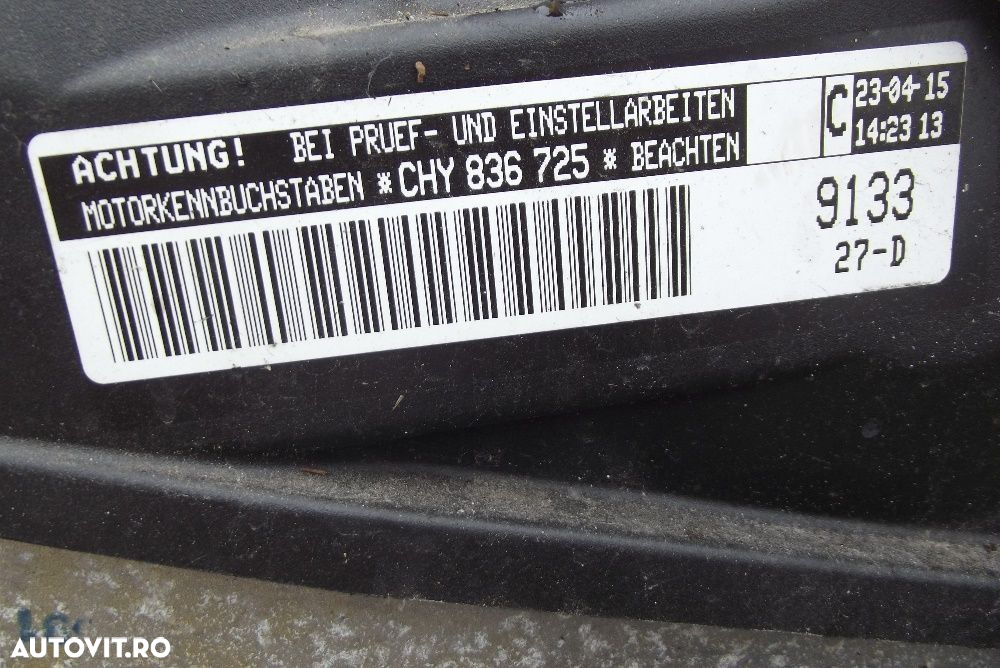 ACHTUNG! BEI PRUEF- UND EINSTELLARBEITEN
MOTORKENNBUCHSTABEN *CHY 836 725* BEACHTEN
C
23-04-15
14:23 13
9133
27-D
AUTOVIT.RO